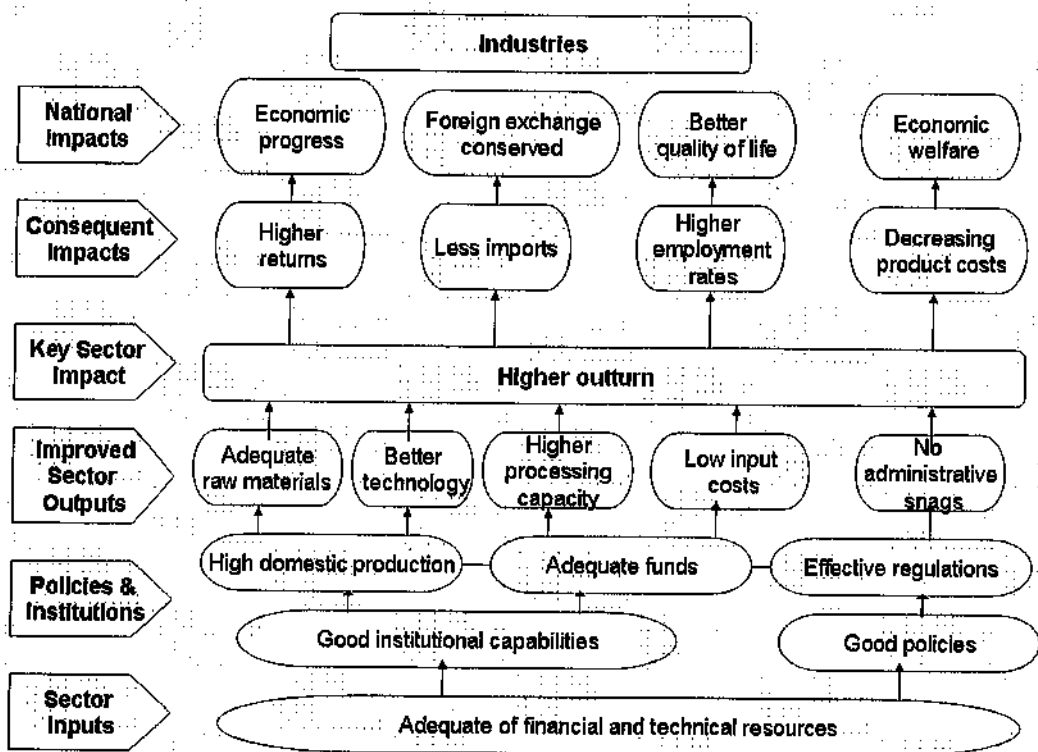 Industries
National
Impacts
Economic
progress
Foreign exchange
conserved
Better
quality of life
Economic
welfare
Consequent
Impacts
Higher
returns
Less imports
Higher
employment
rates
Decreasing
product costs
Key Sector
Impact
Higher outturn
Improved
Sector
Outputs
Adequate
raw materials
Better
technology
Higher
processing
capacity
Low input
costs
No
administrative
snags
Policies &
Institutions
High domestic production
Adequate funds
Effective regulations
Good institutional capabilities
Good policies
Sector
Inputs
Adequate of financial and technical resources